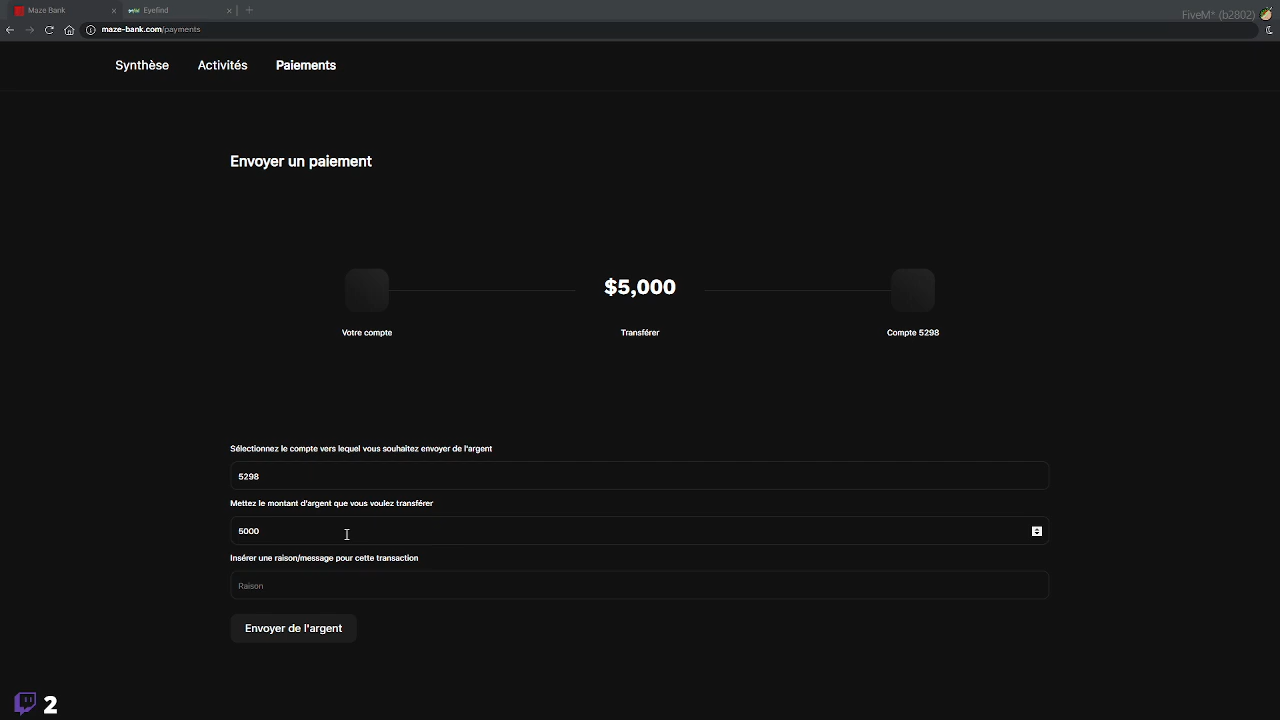 Maze Bank
Eyefind
FiveM* (b2802)
maze-bank.com/payments
Synthèse
Activités
Paiements
Envoyer un paiement
$5,000
Votre compte
Transférer
Compte 5298
Sélectionnez le compte vers lequel vous souhaitez envoyer de l'argent
5298
Mettez le montant d'argent que vous voulez transférer
5000
Insérer une raison/message pour cette transaction
Raison
Envoyer de l'argent
2